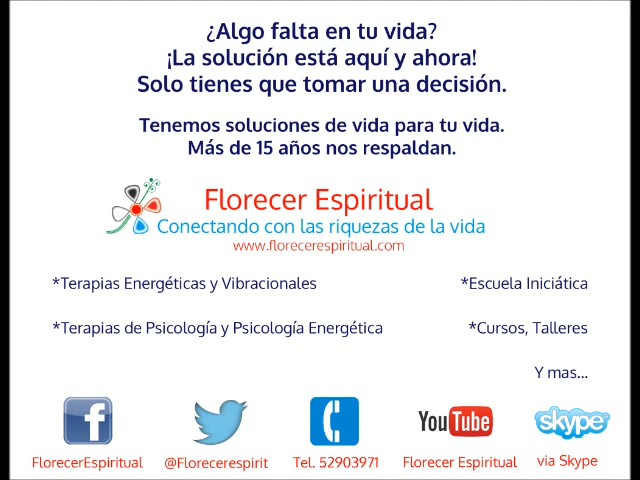 ¿Algo falta en tu vida?
¡La solución está aquí y ahora!
Solo tienes que tomar una decisión.
Tenemos soluciones de vida para tu vida.
Más de 15 años nos respaldan.
Florecer Espiritual
Conectando con las riquezas de la vida
www.florecerespiritual.com
*Terapias Energéticas y Vibracionales
*Escuela Iniciática
*Terapias de Psicología y Psicología Energética
*Cursos, Talleres
Y mas...
f
You Tube
skype
FlorecerEspiritual
@Florecerespirit
Tel. 52903971
Florecer Espiritual
via Skype